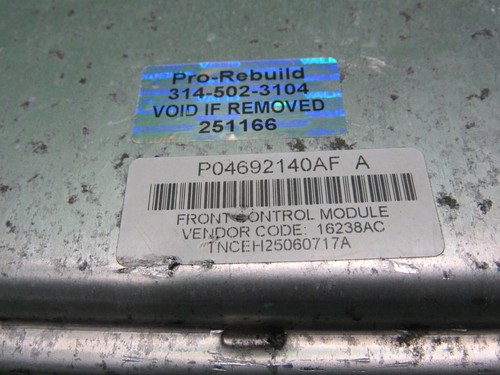 Pro-Rebuild
314-502-3104
VOID IF REMOVED
251166
P04692140AF A
FRONT CONTROL MODULE
VENDOR CODE: 16238AC
TNCEH25060717A